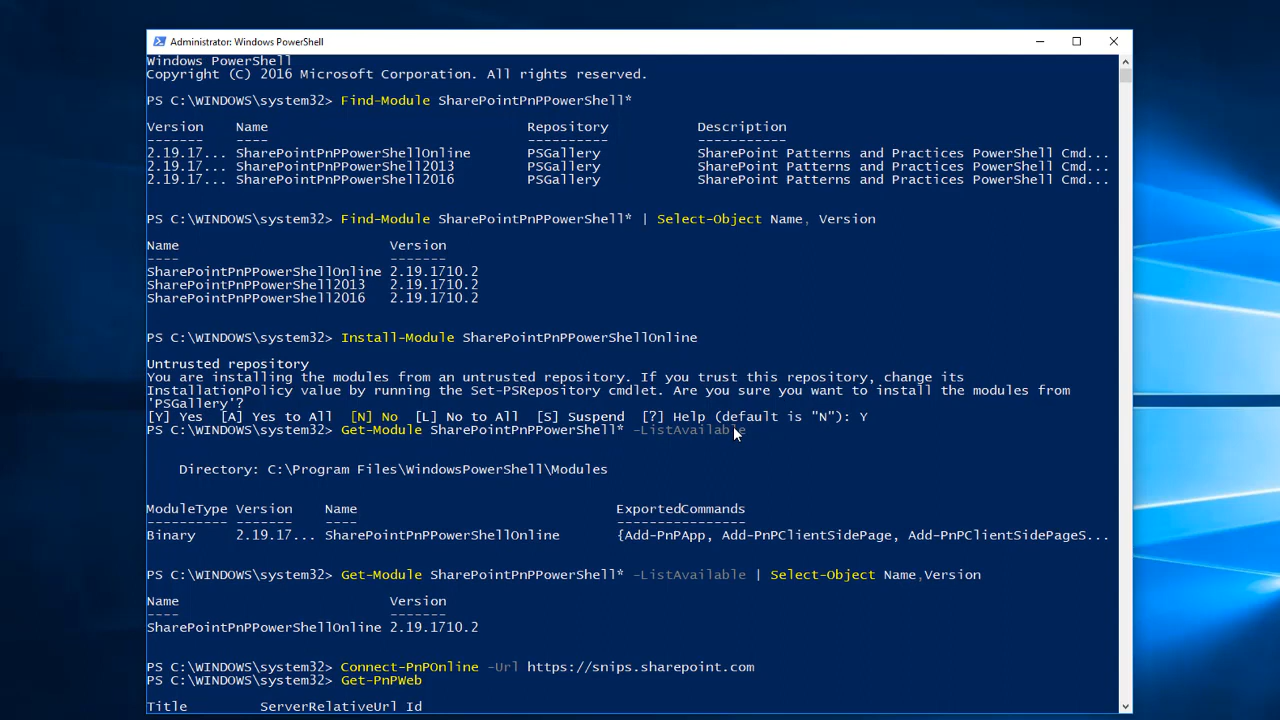 Administrator: Windows PowerShell
Windows PowerShell
Copyright (C) 2016 Microsoft Corporation. All rights reserved.
PS C:\WINDOWS\system32> Find-Module SharePointPnPPowerShell*
Version Name Repository Description
------- ---- ---------- -----------
2.19.17... SharePointPnPPowerShellOnline PSGallery SharePoint Patterns and Practices PowerShell Cmd...
2.19.17... SharePointPnPPowerShell2013 PSGallery SharePoint Patterns and Practices PowerShell Cmd...
2.19.17... SharePointPnPPowerShell2016 PSGallery SharePoint Patterns and Practices PowerShell Cmd...
PS C:\WINDOWS\system32> Find-Module SharePointPnPPowerShell* | Select-Object Name, Version
Name Version
---- -------
SharePointPnPPowerShellOnline 2.19.1710.2
SharePointPnPPowerShell2013 2.19.1710.2
SharePointPnPPowerShell2016 2.19.1710.2
PS C:\WINDOWS\system32> Install-Module SharePointPnPPowerShellOnline
Untrusted repository
You are installing the modules from an untrusted repository. If you trust this repository, change its
InstallationPolicy value by running the Set-PSRepository cmdlet. Are you sure you want to install the modules from
'PSGallery'?
[Y] Yes [A] Yes to All [N] No [L] No to All [S] Suspend [?] Help (default is "N"): Y
PS C:\WINDOWS\system32> Get-Module SharePointPnPPowerShell* -ListAvailable
Directory: C:\Program Files\WindowsPowerShell\Modules
ModuleType Version Name ExportedCommands
---------- ------- ---- ----------------
Binary 2.19.17... SharePointPnPPowerShellOnline {Add-PnPApp, Add-PnPClientSidePage, Add-PnPClientSidePageS...
PS C:\WINDOWS\system32> Get-Module SharePointPnPPowerShell* -ListAvailable | Select-Object Name,Version
Name Version
---- -------
SharePointPnPPowerShellOnline 2.19.1710.2
PS C:\WINDOWS\system32> Connect-PnPOnline -Url https://snips.sharepoint.com
PS C:\WINDOWS\system32> Get-PnPWeb
Title ServerRelativeUrl Id